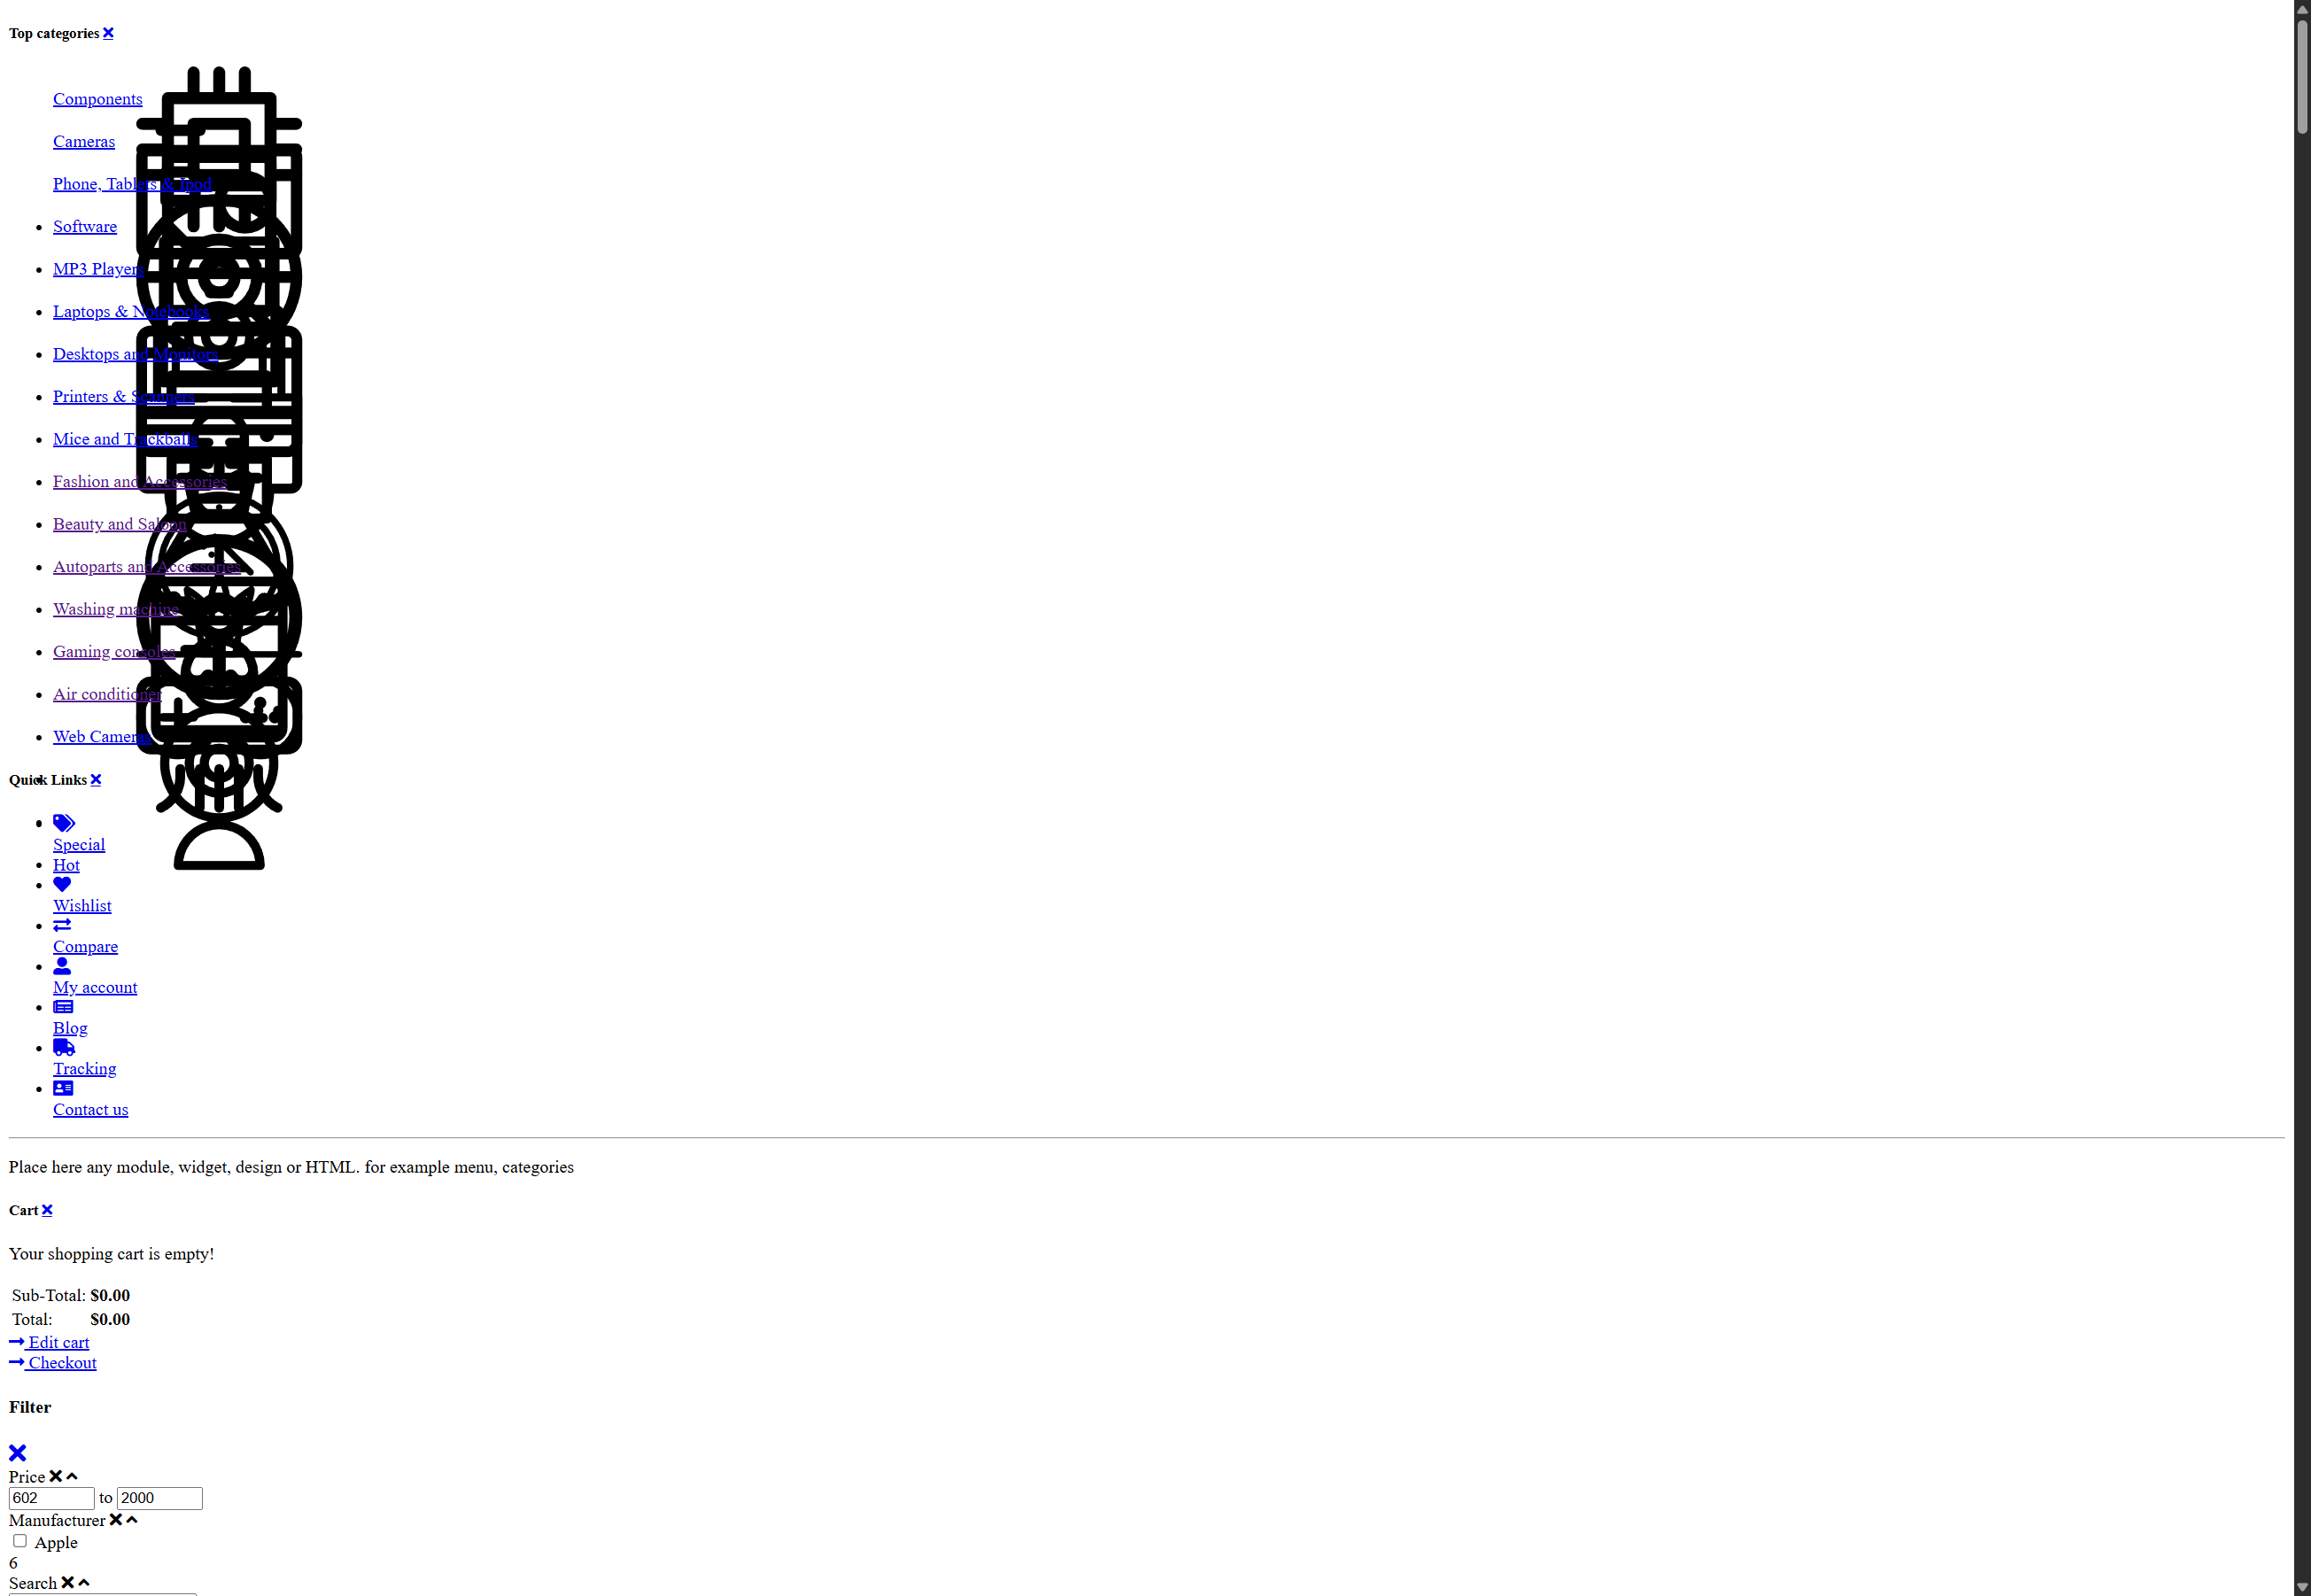 Top categories
Components
Cameras
Phone, Tablets & Ipod
Software
MP3 Players
Laptops & Notebooks
Desktops and Monitors
Printers & Scanners
Mice and Trackballs
Fashion and Accessories
Beauty and Saloon
Autoparts and Accessories
Washing machine
Gaming consoles
Air conditioner
Web Cameras
Quick Links
Special
Hot
Wishlist
Compare
My account
Blog
Tracking
Contact us
Place here any module, widget, design or HTML. for example menu, categories
Cart
Your shopping cart is empty!
Sub-Total: $0.00
Total: $0.00
Edit cart
Checkout
Filter
Price
602 to 2000
Manufacturer
Apple
6
Search